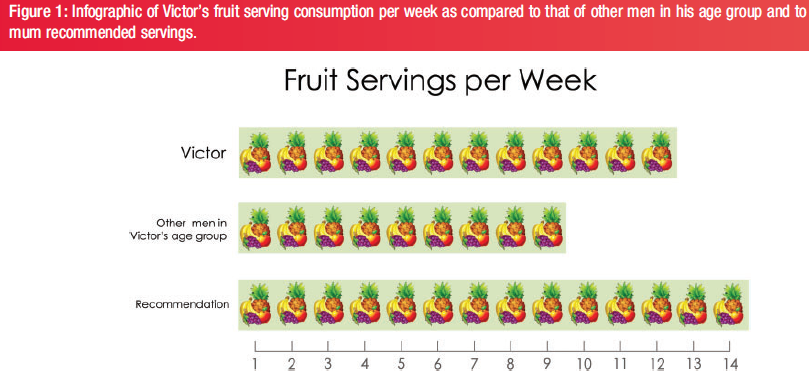 Figure 1: Infographic of Victor's fruit serving consumption per week as compared to that of other men in his age group and to
mum recommended servings.
Fruit Servings per Week
Victor
Other men in
Victor's age group
Recommendation
1 2 3 4 5 6 7 8 9 10 11 12 13 14